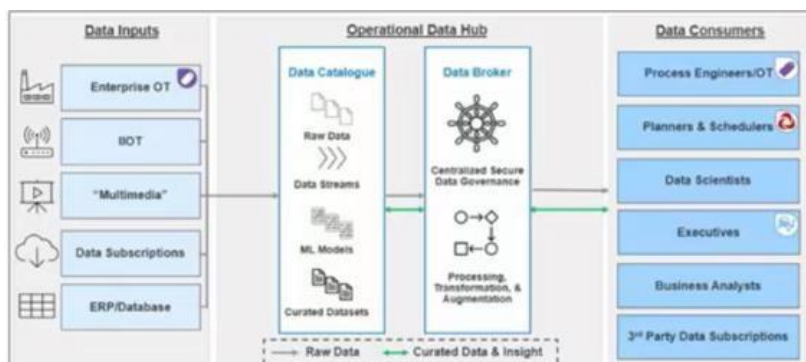 Data Inputs
Operational Data Hub
Data Consumers
Enterprise OT
IIOT
"Multimedia"
Data Subscriptions
ERP/Database
Data Catalogue
Raw Data
Data Streams
ML Models
Curated Datasets
Data Broker
Centralized Secure
Data Governance
Processing,
Transformation, &
Augmentation
Process Engineers/OT
Planners & Schedulers
Data Scientists
Executives
Business Analysts
3rd Party Data Subscriptions
Raw Data
Curated Data & Insight